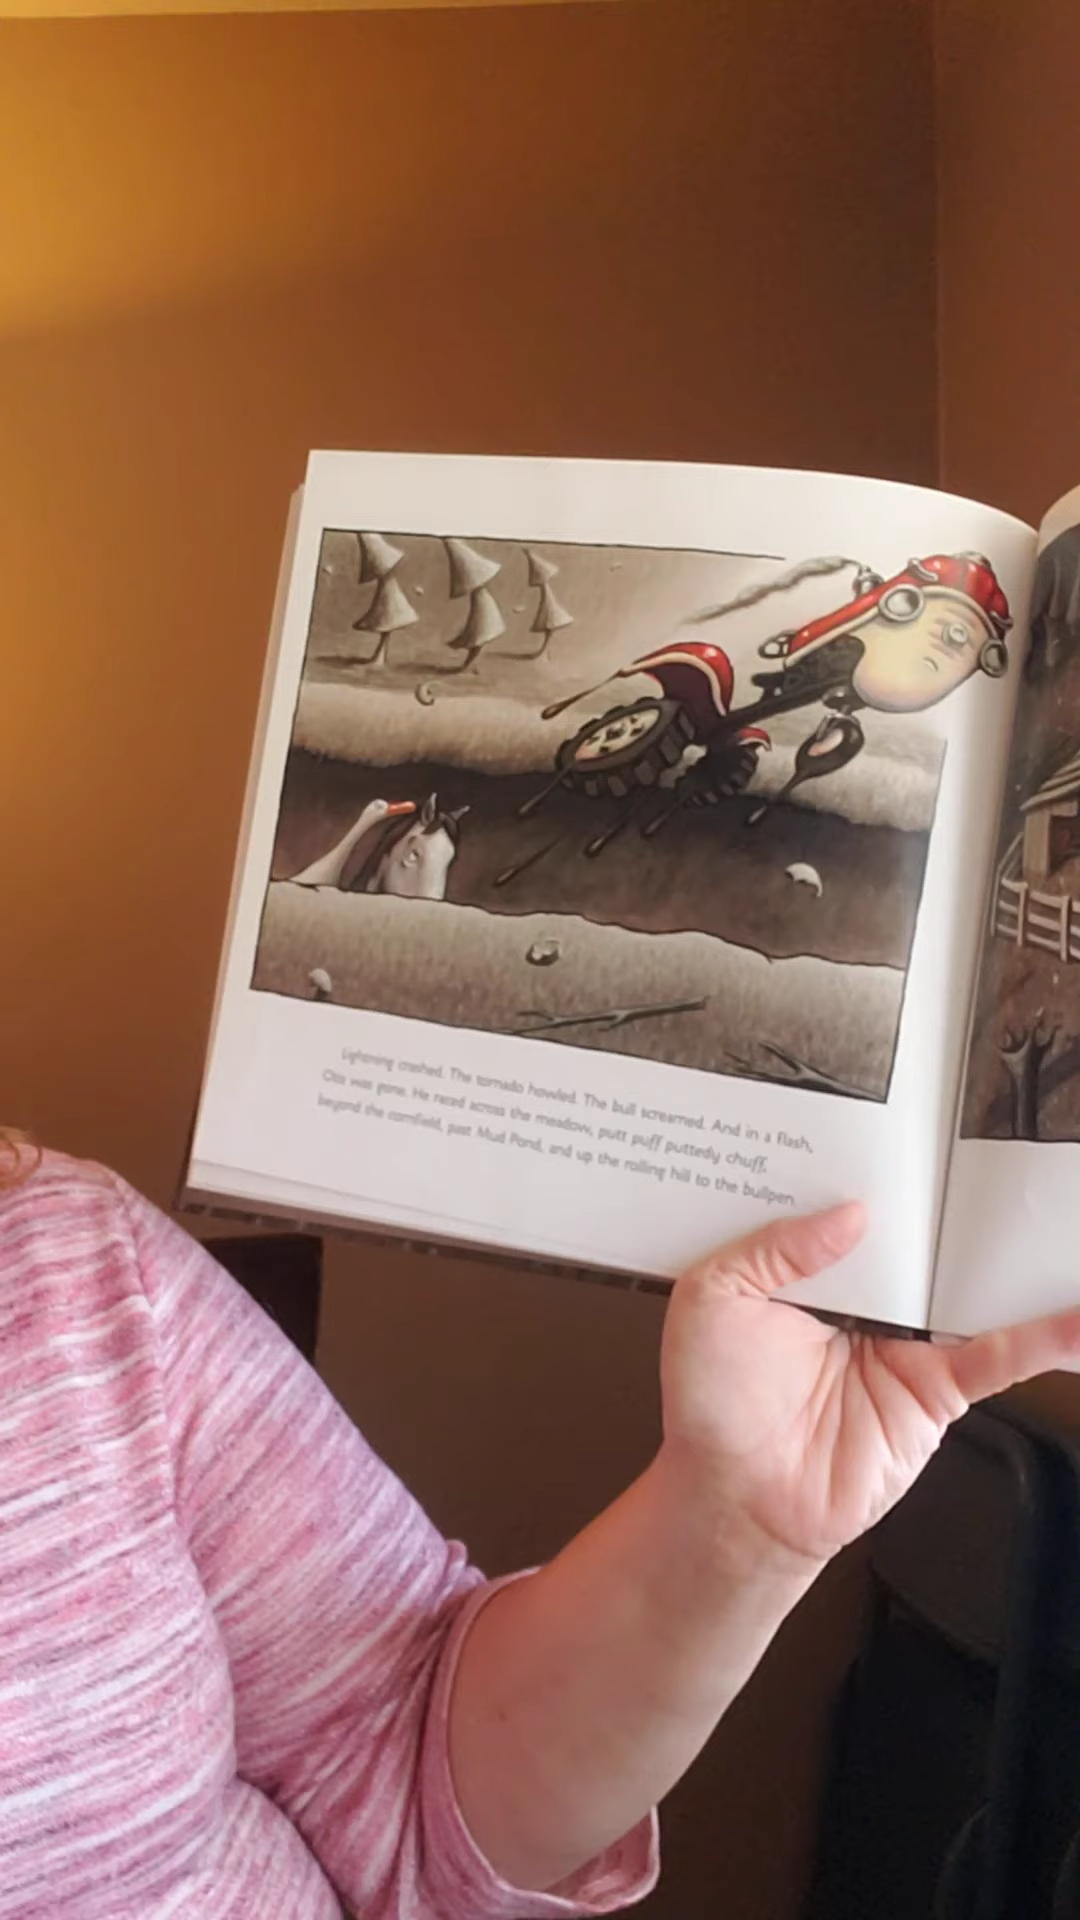 Lightning crashed. The tornado howled. The bull screamed. And in a flash,
Otis was gone. He raced across the meadow, putt puff puttedy chuff,
beyond the cornfield, past Mud Pond, and up the rolling hill to the bullpen.